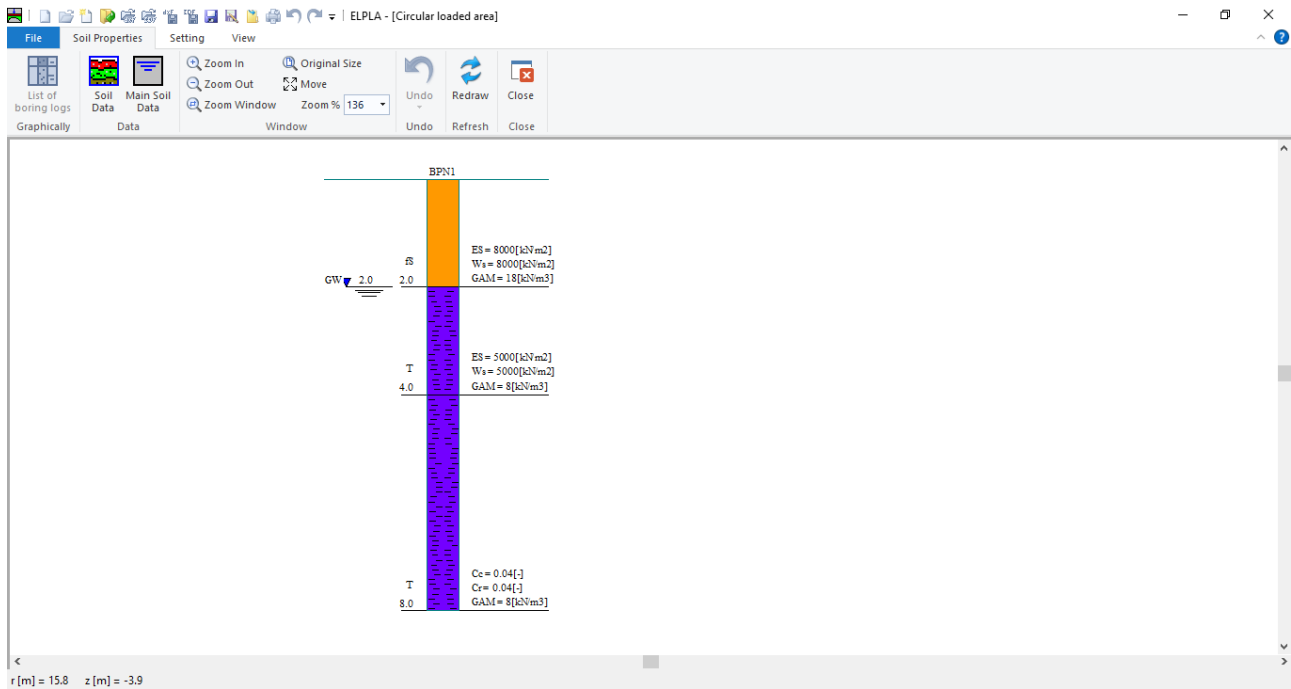 ELPLA - [Circular loaded area]
File Soil Properties Setting View
List of boring logs
Soil Data
Main Soil Data
Zoom In
Zoom Out
Zoom Window
Original Size
Move
Zoom % 136
Undo
Redraw
Close
Graphically Data Window Undo Refresh Close
BPN1
ES = 8000[kN/m2]
fS Ws = 8000[kN/m2]
GW 2.0 2.0 GAM = 18[kN/m3]
ES = 5000[kN/m2]
T Ws = 5000[kN/m2]
4.0 GAM = 8[kN/m3]
Cc = 0.04[-]
T Cr = 0.04[-]
8.0 GAM = 8[kN/m3]
r [m] = 15.8 z [m] = -3.9